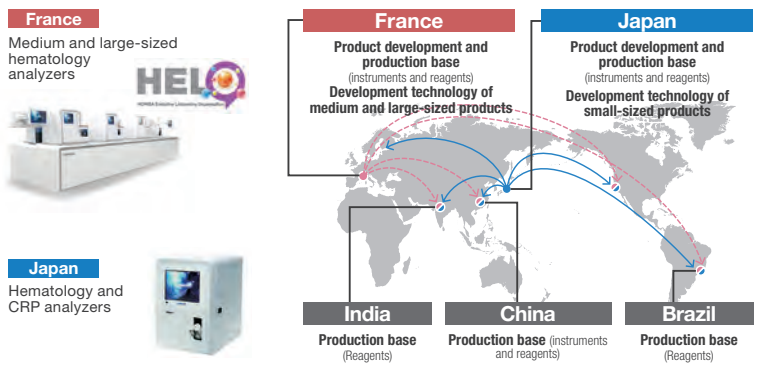 France
Medium and large-sized
hematology
analyzers
HELO
Japan
Hematology and
CRP analyzers
France
Product development and
production base
(instruments and reagents)
Development technology of
medium and large-sized products
Japan
Product development and
production base
(instruments and reagents)
Development technology of
small-sized products
India
Production base
(Reagents)
China
Production base (instruments
and reagents)
Brazil
Production base
(Reagents)